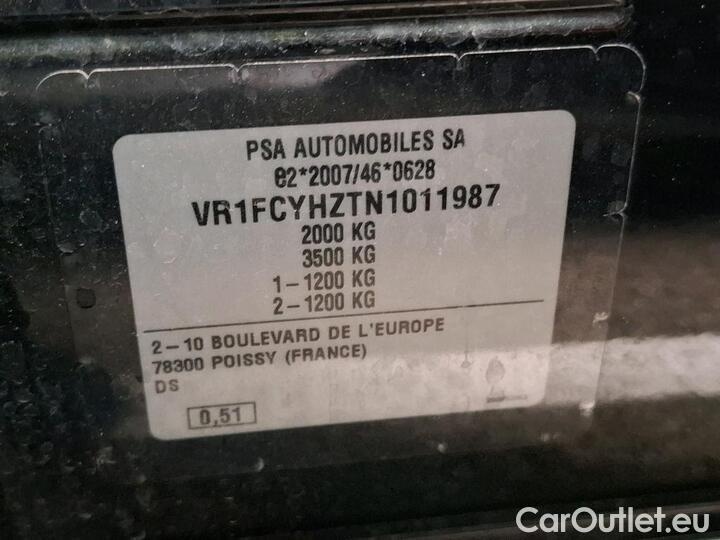 PSA AUTOMOBILES SA
e2*2007/46*0628
VR1FCYHZTN1011987
2000 KG
3500 KG
1-1200 KG
2-1200 KG
2-10 BOULEVARD DE L'EUROPE
78300 POISSY (FRANCE)
DS
0,51
CarOutlet.eu